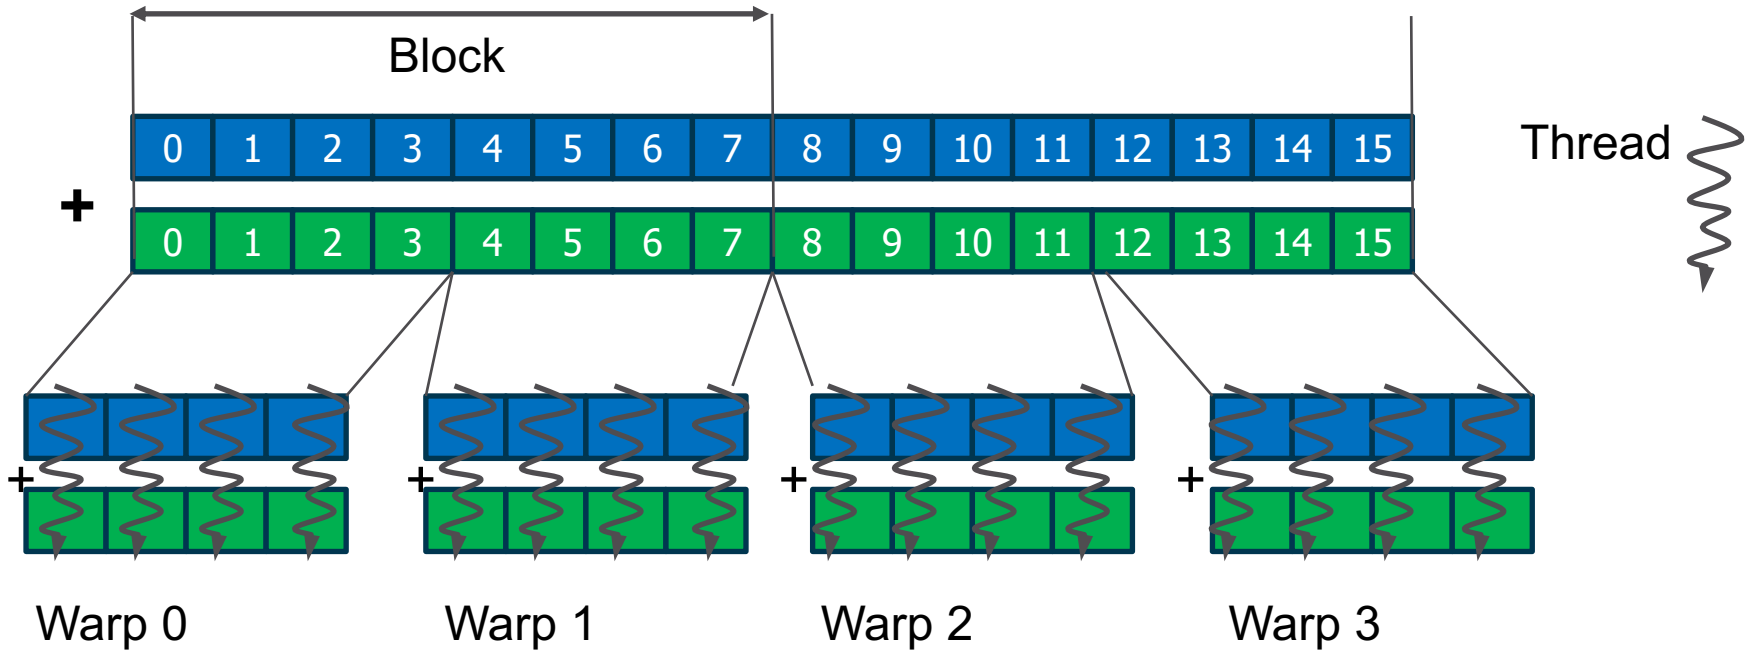 Block
0 1 2 3 4 5 6 7 8 9 10 11 12 13 14 15
Thread
+
0 1 2 3 4 5 6 7 8 9 10 11 12 13 14 15
+ + + +
Warp 0 Warp 1 Warp 2 Warp 3